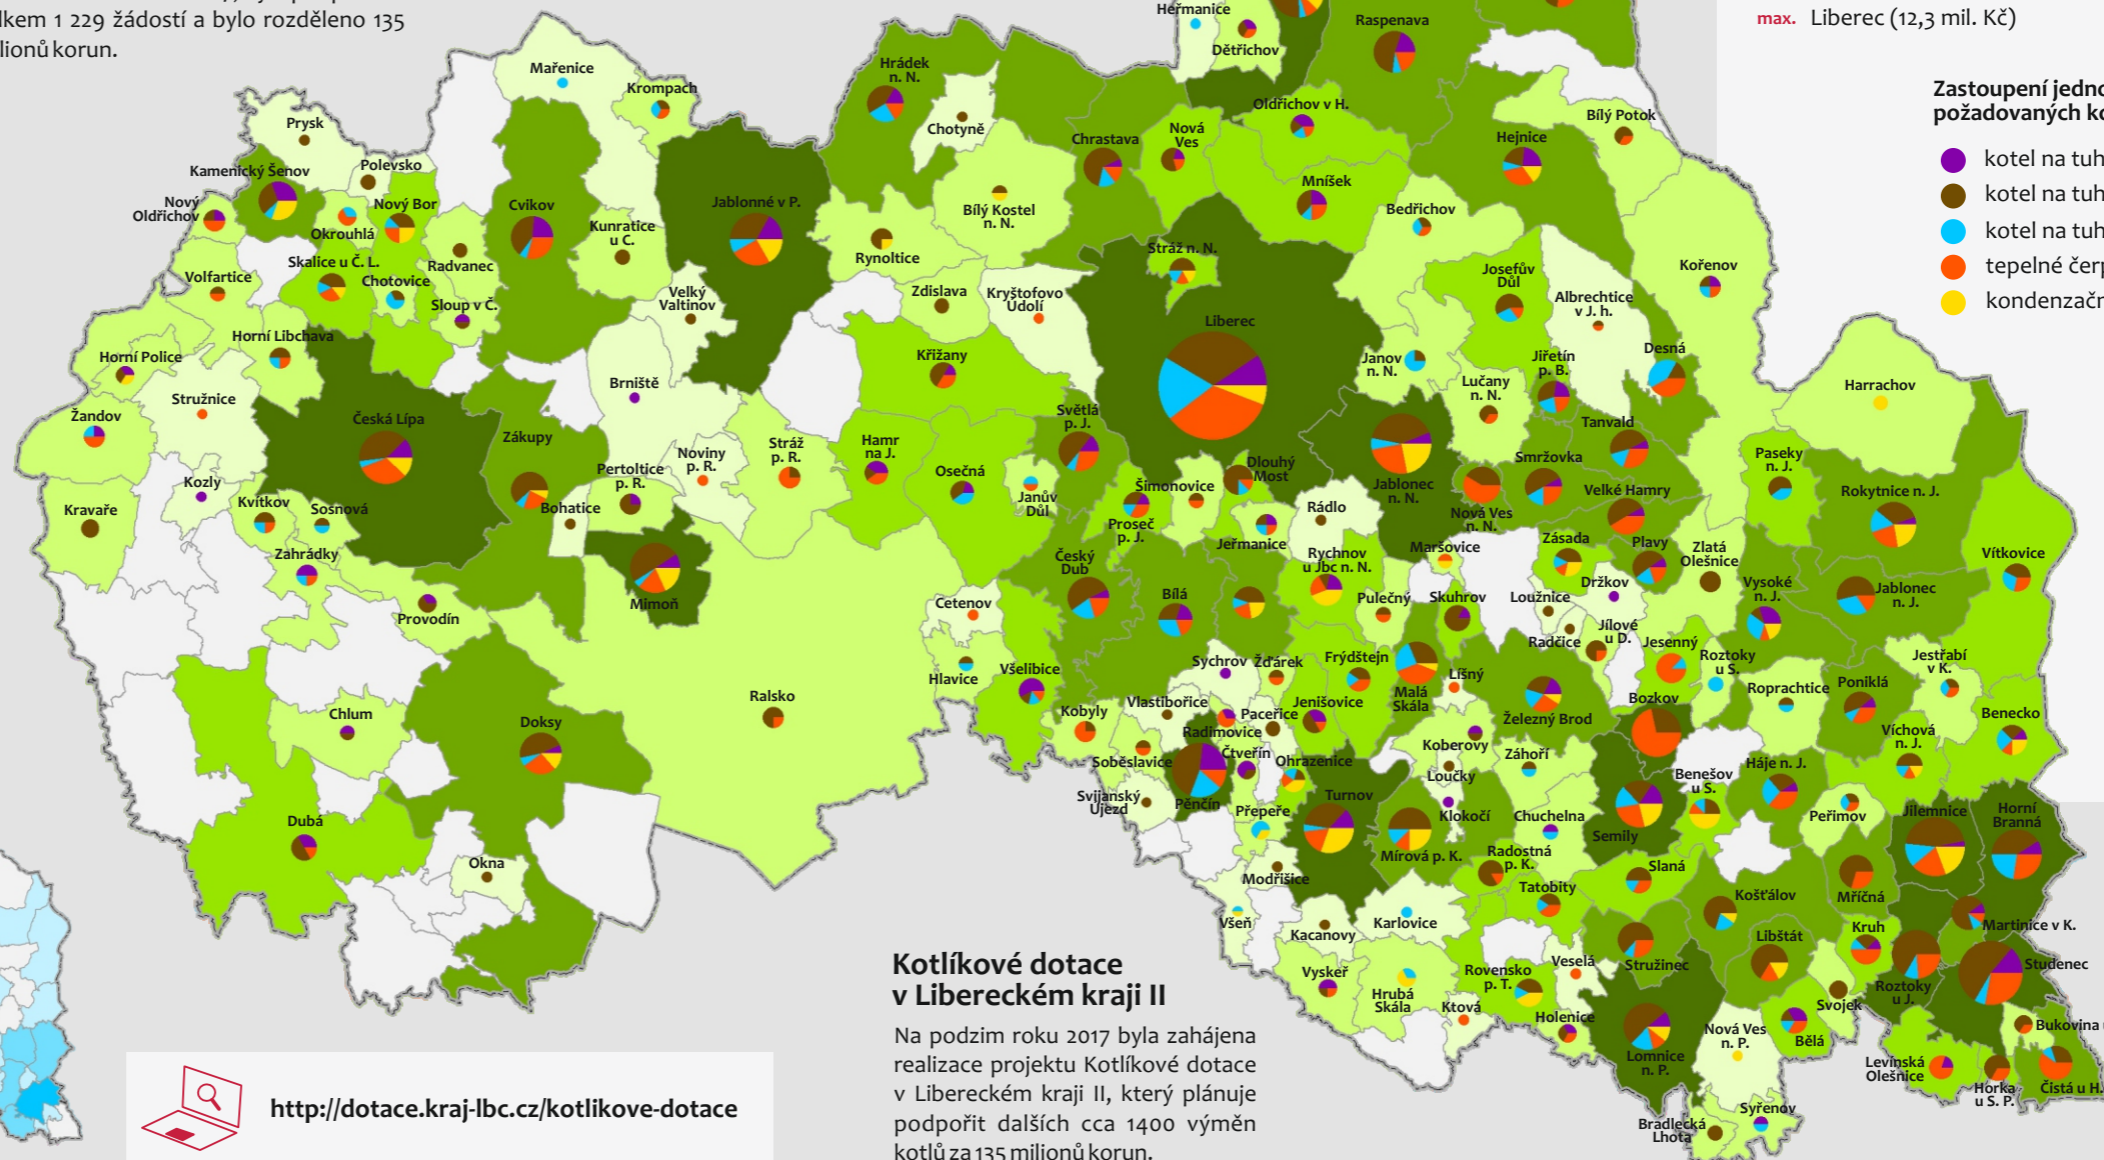 lkem 1 229 žádostí a bylo rozděleno 135
lionů korun.
max. Liberec (12,3 mil. Kč)
Zastoupení jedno
požadovaných ko
kotel na tuh
kotel na tuh
kotel na tuh
tepelné čerp
kondenzačn
Heřmanice
Dětřichov
Raspenava
Mařenice
Krompach
Hrádek
n. N.
Chotyně
Oldřichov v H.
Bílý Potok
Prysk
Polevsko
Kamenický Šenov
Chrastava
Nová
Ves
Hejnice
Nový
Oldřichov
Okrouhlá
Nový Bor
Cvikov
Kunratice
u C.
Jablonné v P.
Bílý Kostel
n. N.
Mníšek
Bedřichov
Skalice u Č. L.
Radvanec
Rynoltice
Stráž n. N.
Josefův
Důl
Kořenov
Volfartice
Chotovice
Sloup v Č.
Velký
Valtinov
Zdislava
Kryštofovo
Údolí
Albrechtice
v J. h.
Horní Libchava
Liberec
Horní Police
Křižany
Janov
n. N.
Jiřetín
p. B.
Desná
Stružnice
Brniště
Lučany
n. N.
Harrachov
Žandov
Česká Lípa
Zákupy
Noviny
p. R.
Stráž
p. R.
Hamr
na J.
Světlá
p. J.
Tanvald
Kozly
Pertoltice
p. R.
Osečná
Janův
Důl
Šimonovice
Dlouhý
Most
Jablonec
n. N.
Smržovka
Paseky
n. J.
Kravaře
Kvítkov
Sosnová
Bohatice
Proseč
p. J.
Jeřmanice
Rádlo
Nová Ves
n. N.
Velké Hamry
Rokytnice n. J.
Zahrádky
Mimoň
Český
Dub
Rychnov
u Jbc n. N.
Maršovice
Zásada
Plavy
Zlatá
Olešnice
Vítkovice
Provodín
Cetenov
Bílá
Pulečný
Skuhrov
Loužnice
Držkov
Vysoké
n. J.
Jablonec
n. J.
Hlavice
Všelibice
Sychrov
Žďárek
Frýdštejn
Radčice
Jílové
u D.
Jesenný
Roztoky
u S.
Jestřabí
v K.
Chlum
Doksy
Ralsko
Kobyly
Vlastibořice
Paceřice
Jenišovice
Malá
Skála
Líšný
Železný Brod
Bozkov
Roprachtice
Poniklá
Benecko
Radimovice
Soběslavice
Čtveřín
Ohrazenice
Koberovy
Záhoří
Víchová
n. J.
Svijanský
Újezd
Pěnčín
Přepeře
Turnov
Loučky
Klokočí
Chuchelna
Semily
Benešov
u S.
Háje n. J.
Peřimov
Jilemnice
Horní
Branná
Dubá
Okna
Modřišice
Mírová p. K.
Radostná
p. K.
Tatobity
Slaná
Košťálov
Mříčná
Martinice v K.
Všeň
Kacanovy
Karlovice
Stružinec
Libštát
Kruh
Studenec
Vyskeř
Hrubá
Skála
Ktová
Rovensko
p. T.
Veselá
Holenice
Lomnice
n. P.
Nová Ves
n. P.
Bělá
Svojek
Roztoky
u J.
Bukovina
Levínská
Olešnice
Horka
u S. P.
Čistá u H.
Bradlecká
Lhota
Syřenov
Kotlíkové dotace
v Libereckém kraji II
Na podzim roku 2017 byla zahájena
realizace projektu Kotlíkové dotace
v Libereckém kraji II, který plánuje
podpořit dalších cca 1400 výměn
kotlů za 135 milionů korun.
http://dotace.kraj-lbc.cz/kotlikove-dotace